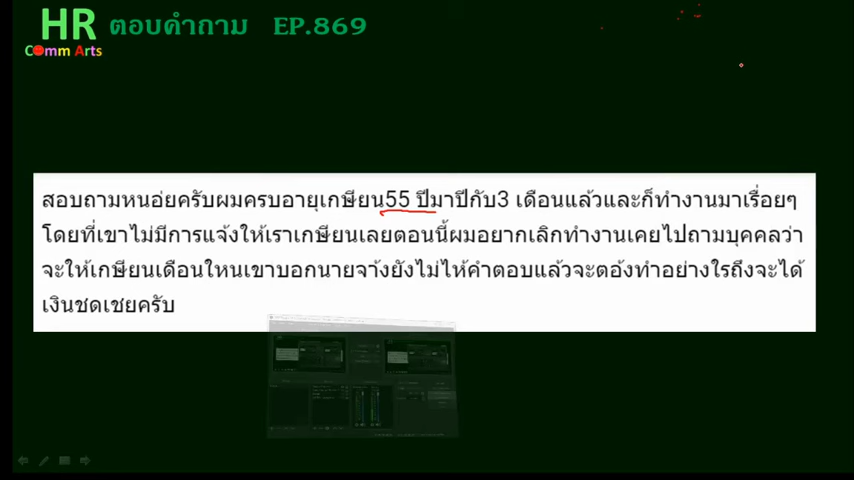 HR ตอบคำถาม EP.869
Comm Arts
สอบถามหนอ่ยครับผมครบอายุเกษียน55 ปีมาปีกับ3 เดือนแล้วและก็ทำงานมาเรื่อยๆ
โดยที่เขาไม่มีการแจ้งให้เราเกษียนเลยตอนนี้ผมอยากเลิกทำงานเคยไปถามบุคคลว่า
จะให้เกษียนเดือนใหนเขาบอกนายจา้งยังไม่ไห้คำตอบแล้วจะตอ้งทำอย่างใรถึงจะได้
เงินชดเชยครับ